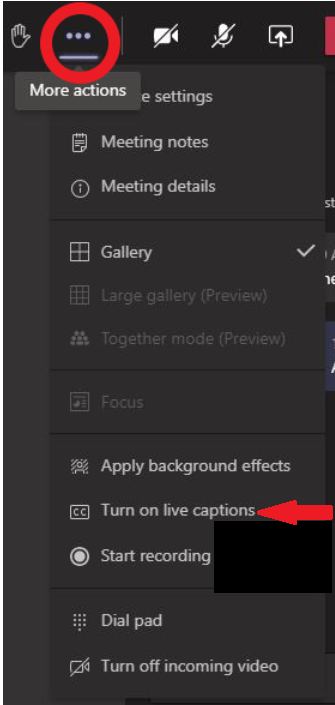 More actions
e settings
Meeting notes
Meeting details
Gallery
Large gallery (Preview)
Together mode (Preview)
Focus
Apply background effects
CC Turn on live captions
Start recording
Dial pad
Turn off incoming video